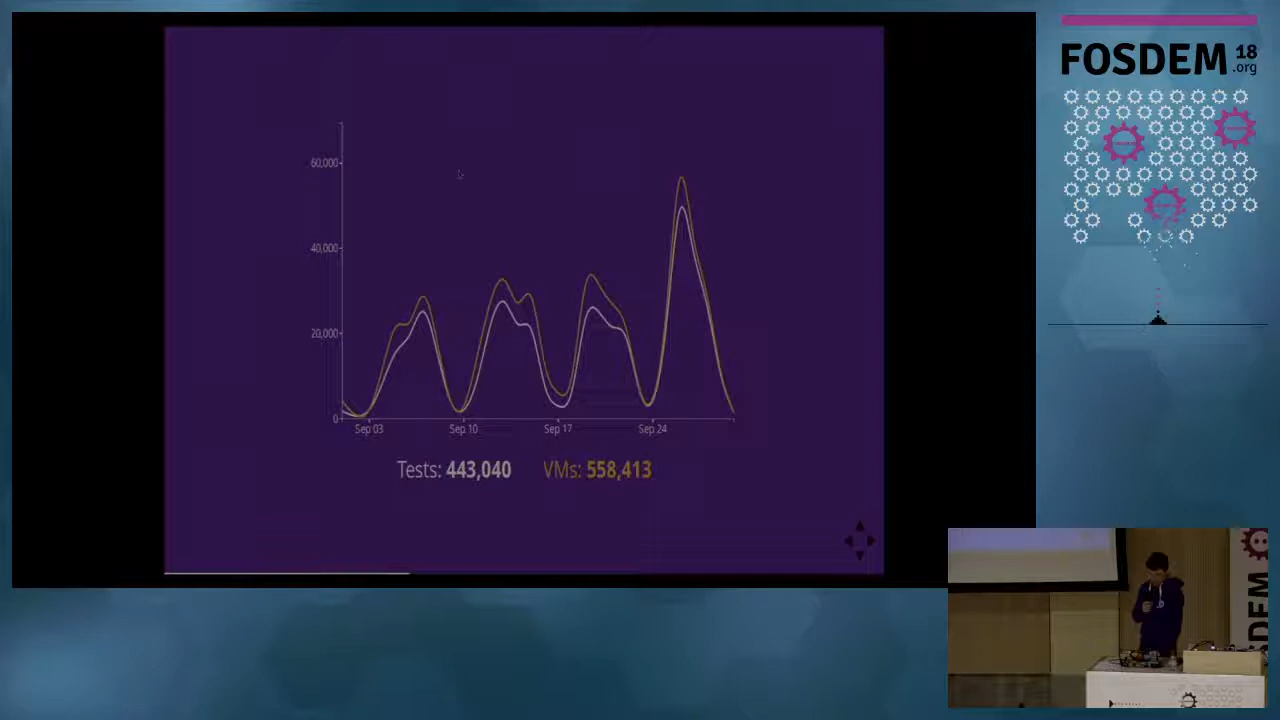 FOSDEM 18
.org
60,000
40,000
20,000
0
Sep 03 Sep 10 Sep 17 Sep 24
Tests: 443,040 VMs: 558,413
DEM